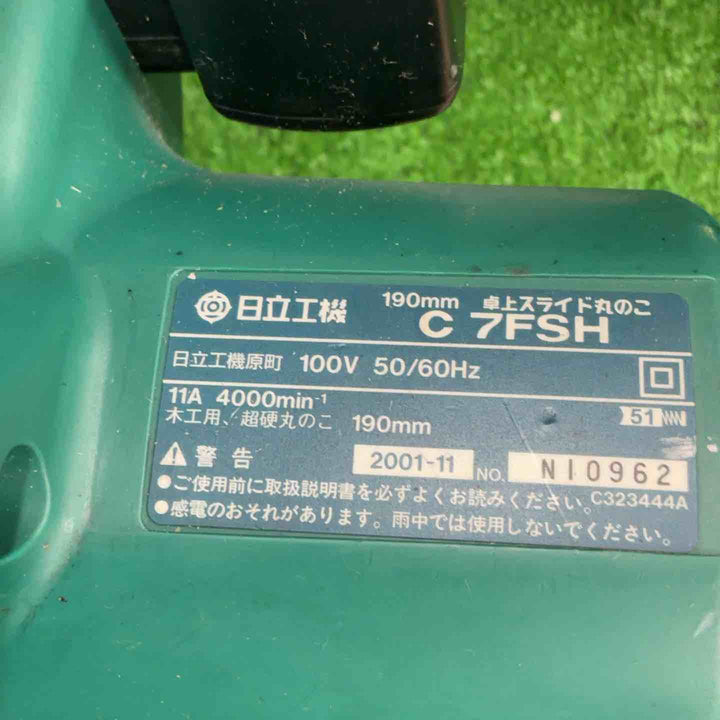 日立工機 190mm 卓上スライド丸のこ
C 7FSH
日立工機原町 100V 50/60Hz
11A 4000min⁻¹
51
木工用、超硬丸のこ 190mm
警告 2001-11 NO. N10962
●ご使用前に取扱説明書を必ずよくお読みください。 C323444A
●感電のおそれがあります。雨中では使用しないでください。